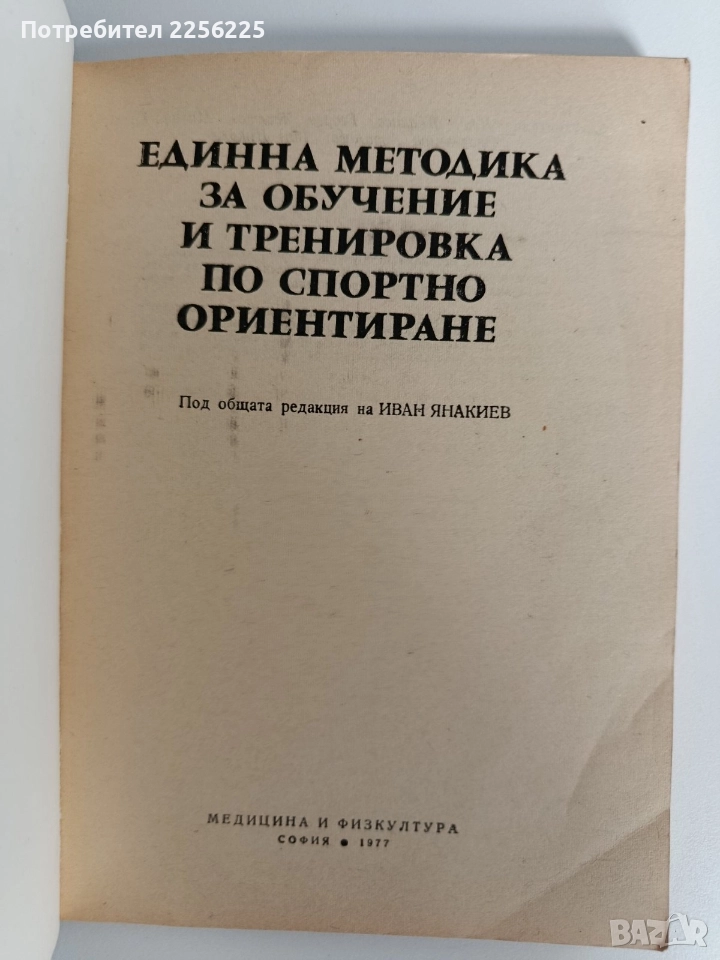 Потребител 2256225
ЕДИННА МЕТОДИКА
ЗА ОБУЧЕНИЕ
И ТРЕНИРОВКА
ПО СПОРТНО
ОРИЕНТИРАНЕ
Под общата редакция на ИВАН ЯНАКИЕВ
МЕДИЦИНА И ФИЗКУЛТУРА
СОФИЯ ● 1977
BAZAR